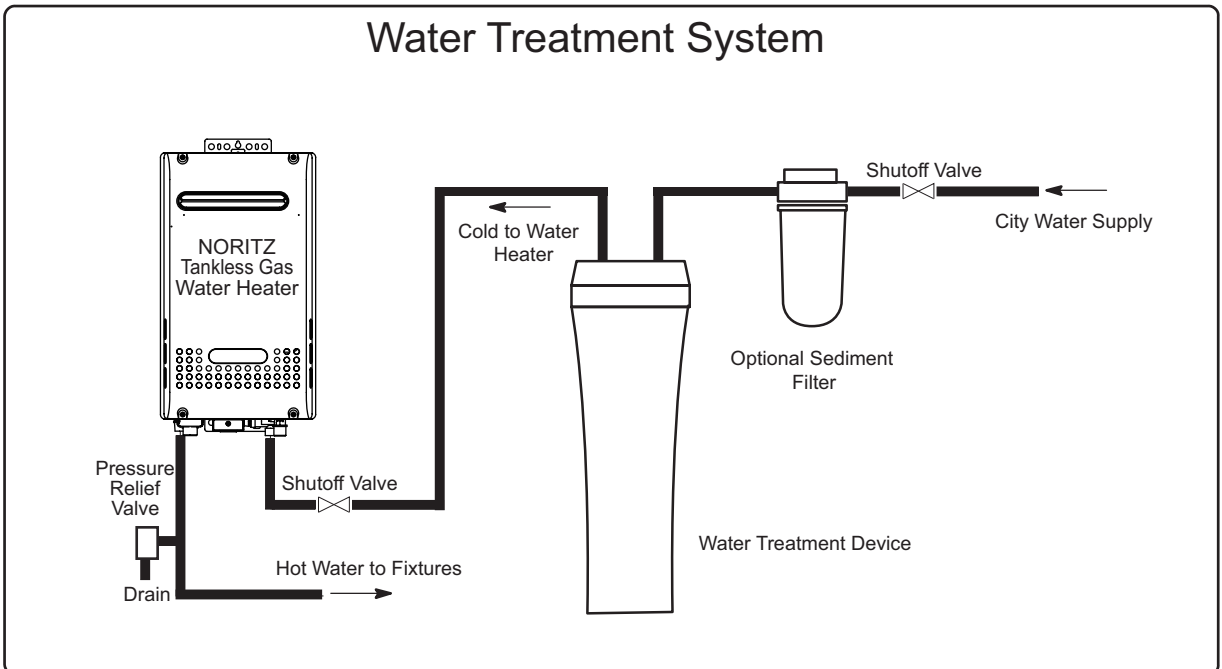 Water Treatment System
NORITZ
Tankless Gas
Water Heater
Cold to Water
Heater
Shutoff Valve
City Water Supply
Optional Sediment
Filter
Pressure
Relief
Valve
Shutoff Valve
Water Treatment Device
Hot Water to Fixtures
Drain